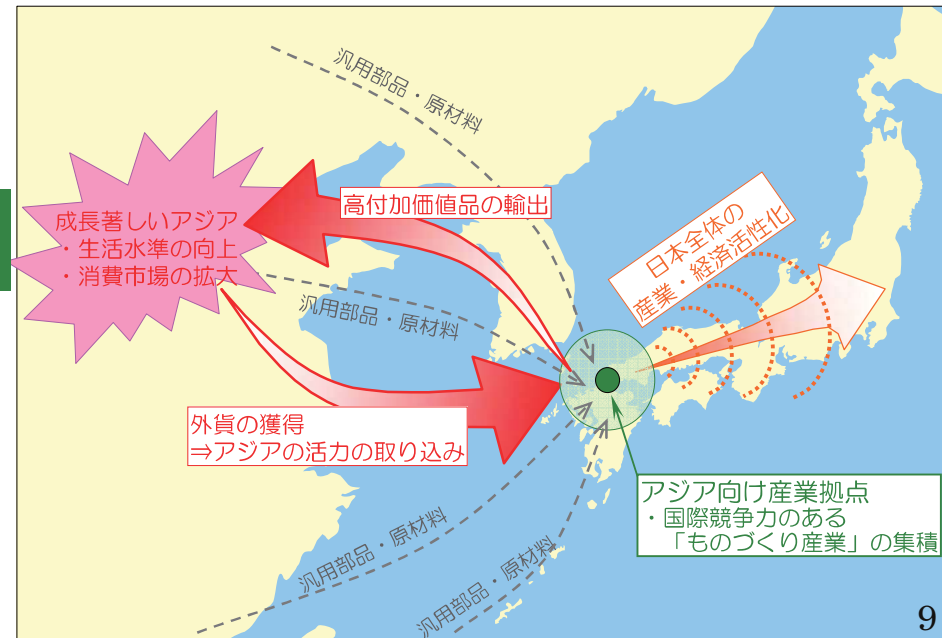 汎用部品・原材料
高付加価値品の輸出
成長著しいアジア
・生活水準の向上
・消費市場の拡大
日本全体の
産業・経済活性化
汎用部品・原材料
外貨の獲得
⇒アジアの活力の取り込み
アジア向け産業拠点
・国際競争力のある
「ものづくり産業」の集積
汎用部品・原材料
汎用部品・原材料
9